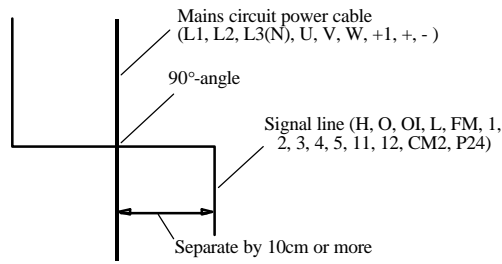 Mains circuit power cable
(L1, L2, L3(N), U, V, W, +1, +, - )
90°-angle
Signal line (H, O, OI, L, FM, 1,
2, 3, 4, 5, 11, 12, CM2, P24)
Separate by 10cm or more